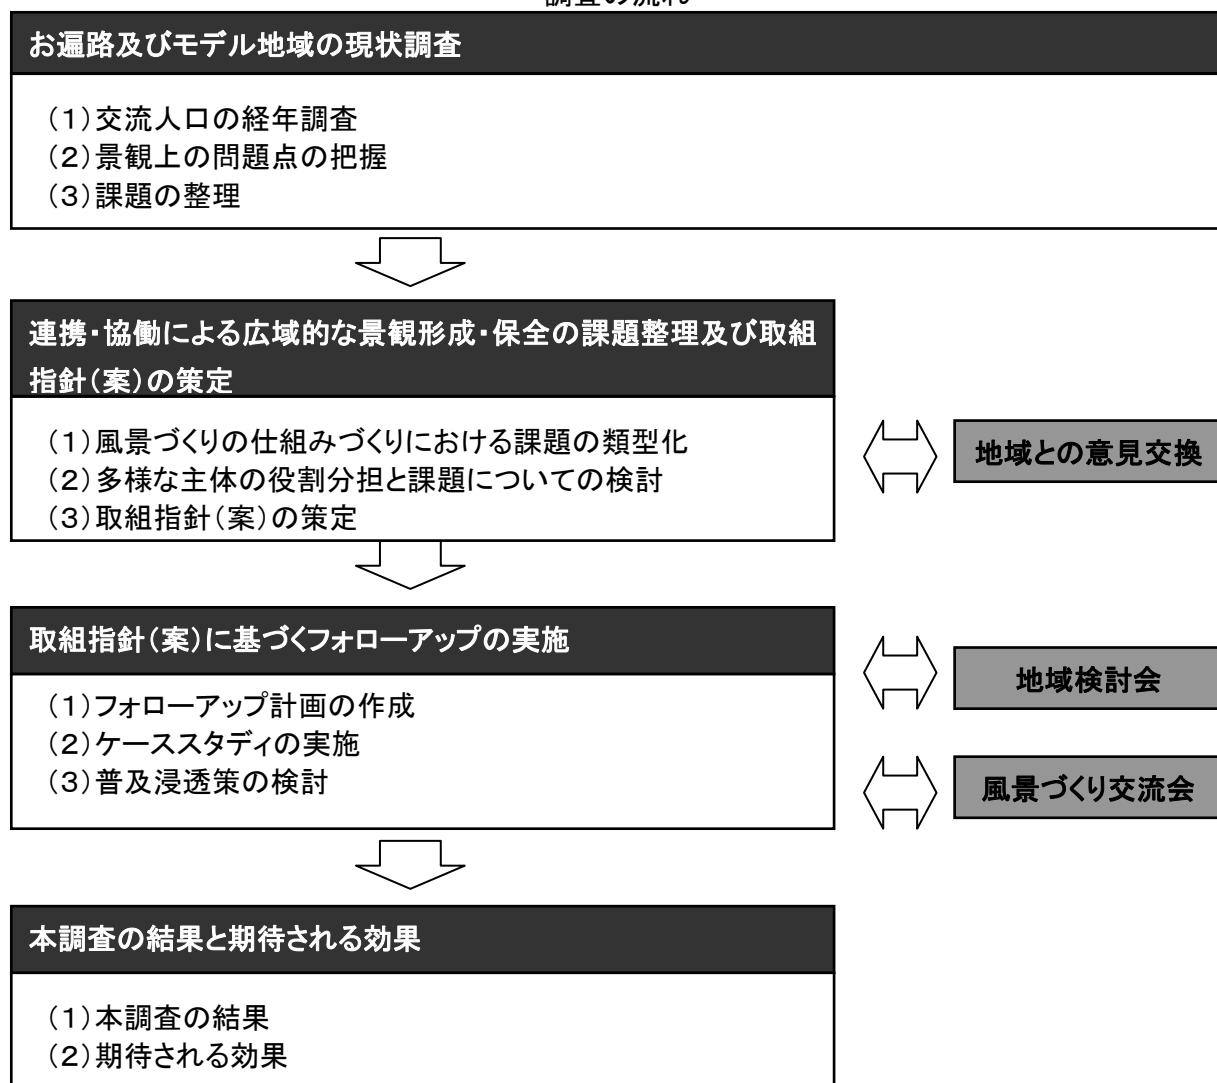 調査の流れ
お遍路及びモデル地域の現状調査
（1）交流人口の経年調査
（2）景観上の問題点の把握
（3）課題の整理
連携・協働による広域的な景観形成・保全の課題整理及び取組
指針（案）の策定
（1）風景づくりの仕組みづくりにおける課題の類型化
（2）多様な主体の役割分担と課題についての検討
（3）取組指針（案）の策定
地域との意見交換
取組指針（案）に基づくフォローアップの実施
（1）フォローアップ計画の作成
（2）ケーススタディの実施
（3）普及浸透策の検討
地域検討会
風景づくり交流会
本調査の結果と期待される効果
（1）本調査の結果
（2）期待される効果